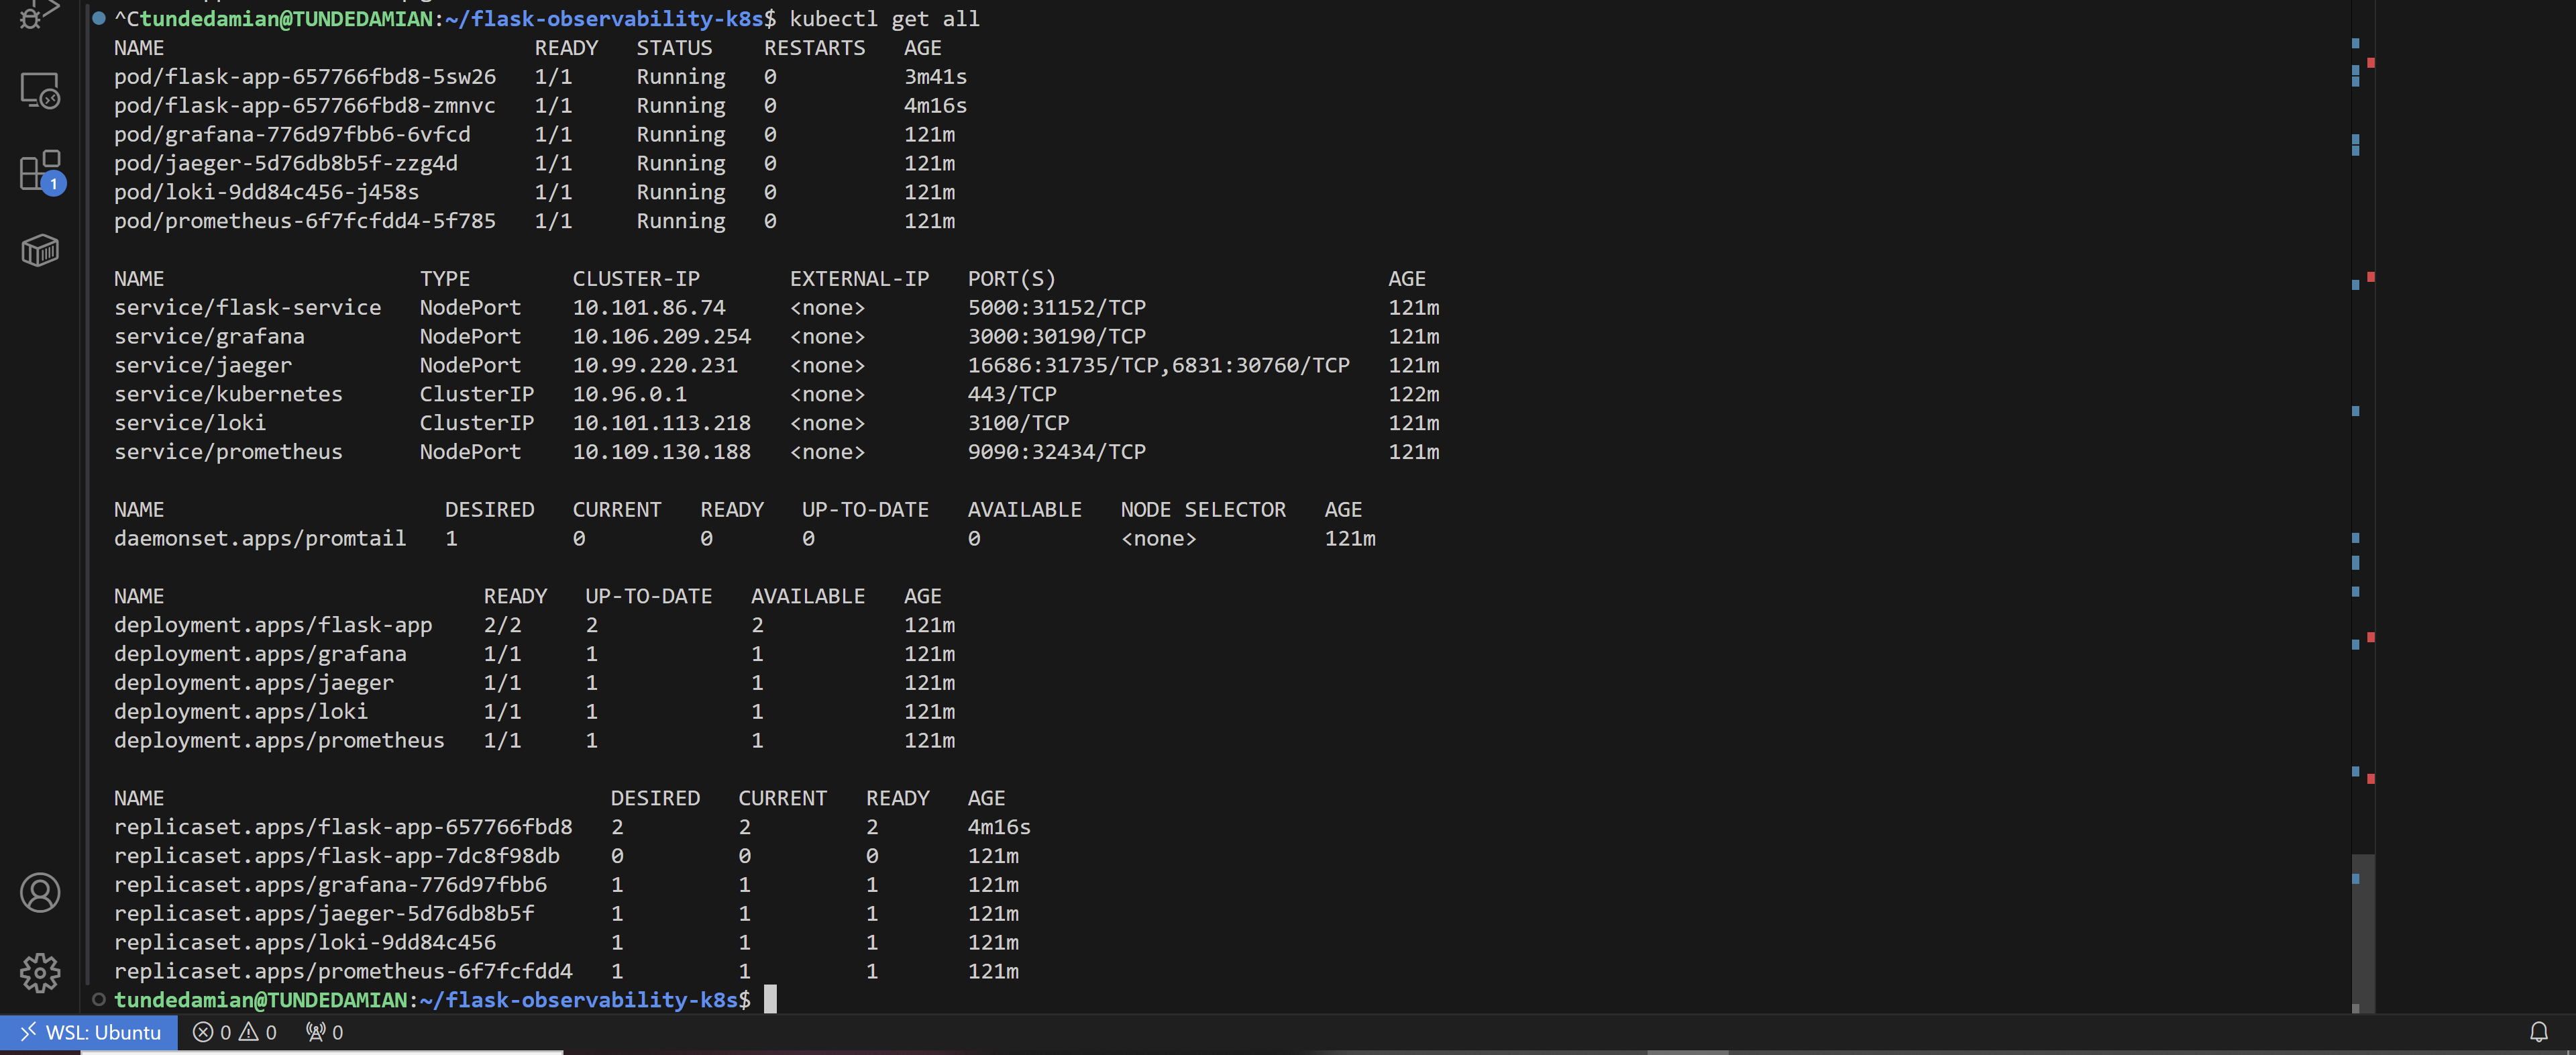 ^Ctundedamian@TUNDEDAMIAN:~/flask-observability-k8s$ kubectl get all
NAME READY STATUS RESTARTS AGE
pod/flask-app-657766fbd8-5sw26 1/1 Running 0 3m41s
pod/flask-app-657766fbd8-zmnvc 1/1 Running 0 4m16s
pod/grafana-776d97fbb6-6vfcd 1/1 Running 0 121m
pod/jaeger-5d76db8b5f-zzg4d 1/1 Running 0 121m
pod/loki-9dd84c456-j458s 1/1 Running 0 121m
pod/prometheus-6f7fcfdd4-5f785 1/1 Running 0 121m
NAME TYPE CLUSTER-IP EXTERNAL-IP PORT(S) AGE
service/flask-service NodePort 10.101.86.74 <none> 5000:31152/TCP 121m
service/grafana NodePort 10.106.209.254 <none> 3000:30190/TCP 121m
service/jaeger NodePort 10.99.220.231 <none> 16686:31735/TCP,6831:30760/TCP 121m
service/kubernetes ClusterIP 10.96.0.1 <none> 443/TCP 122m
service/loki ClusterIP 10.101.113.218 <none> 3100/TCP 121m
service/prometheus NodePort 10.109.130.188 <none> 9090:32434/TCP 121m
NAME DESIRED CURRENT READY UP-TO-DATE AVAILABLE NODE SELECTOR AGE
daemonset.apps/promtail 1 0 0 0 0 <none> 121m
NAME READY UP-TO-DATE AVAILABLE AGE
deployment.apps/flask-app 2/2 2 2 121m
deployment.apps/grafana 1/1 1 1 121m
deployment.apps/jaeger 1/1 1 1 121m
deployment.apps/loki 1/1 1 1 121m
deployment.apps/prometheus 1/1 1 1 121m
NAME DESIRED CURRENT READY AGE
replicaset.apps/flask-app-657766fbd8 2 2 2 4m16s
replicaset.apps/flask-app-7dc8f98db 0 0 0 121m
replicaset.apps/grafana-776d97fbb6 1 1 1 121m
replicaset.apps/jaeger-5d76db8b5f 1 1 1 121m
replicaset.apps/loki-9dd84c456 1 1 1 121m
replicaset.apps/prometheus-6f7fcfdd4 1 1 1 121m
tundedamian@TUNDEDAMIAN:~/flask-observability-k8s$
1
WSL: Ubuntu 0 0 0